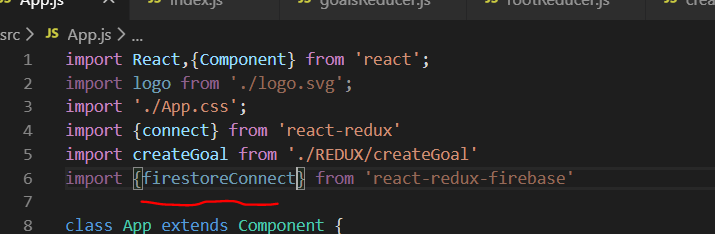 App.js index.js goalsReducer.js rootReducer.js crea
src > JS App.js > ...
1 import React,{Component} from 'react';
2 import logo from './logo.svg';
3 import './App.css';
4 import {connect} from 'react-redux'
5 import createGoal from './REDUX/createGoal'
6 import {firestoreConnect} from 'react-redux-firebase'
7
8 class App extends Component {